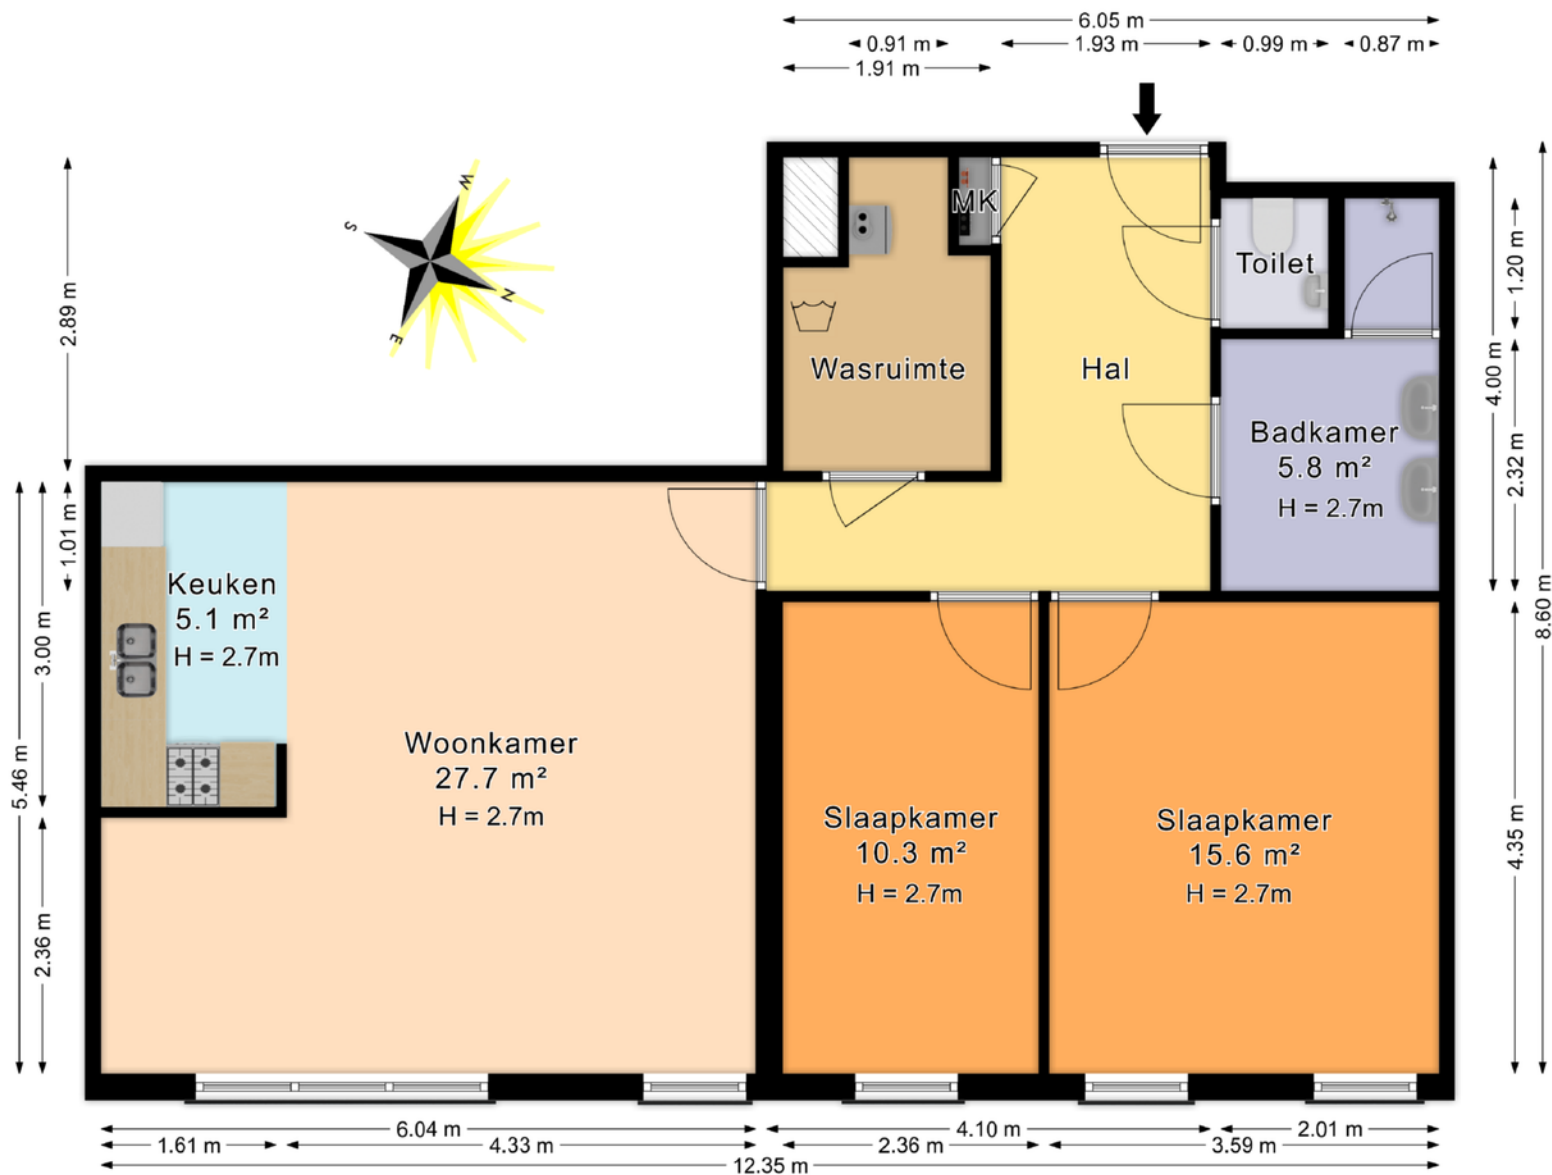 6.05 m
0.91 m
1.93 m
0.99 m
0.87 m
1.91 m
W
S
N
E
MK
Toilet
1.20 m
2.89 m
Wasruimte
Hal
4.00 m
Badkamer
5.8 m²
H = 2.7m
2.32 m
1.01 m
Keuken
5.1 m²
H = 2.7m
3.00 m
8.60 m
5.46 m
Woonkamer
27.7 m²
H = 2.7m
Slaapkamer
10.3 m²
H = 2.7m
Slaapkamer
15.6 m²
H = 2.7m
4.35 m
2.36 m
6.04 m
4.10 m
2.01 m
1.61 m
4.33 m
2.36 m
3.59 m
12.35 m